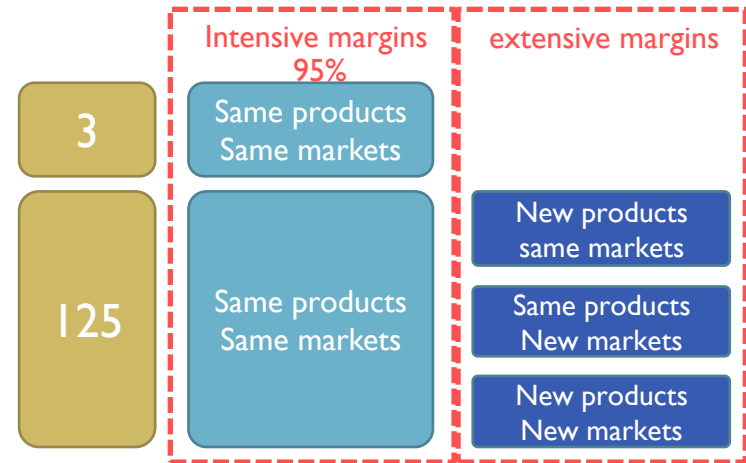 Intensive margins
95%
extensive margins
3
Same products
Same markets
125
Same products
Same markets
New products
same markets
Same products
New markets
New products
New markets